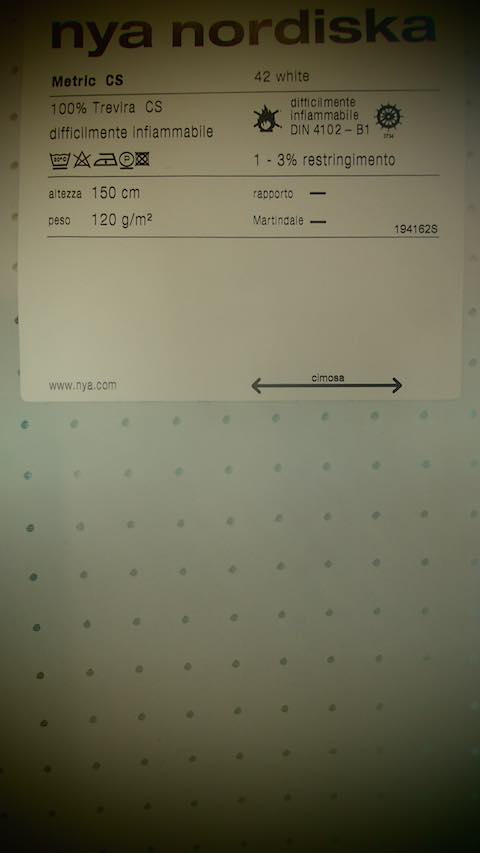 nya nordiska
Metric CS
42 white
100% Trevira CS
difficilmente infiammabile
difficilmente
infiammabile
DIN 4102 – B1
1 - 3% restringimento
altezza 150 cm
rapporto —
peso 120 g/m²
Martindale —
194162S
www.nya.com
cimosa